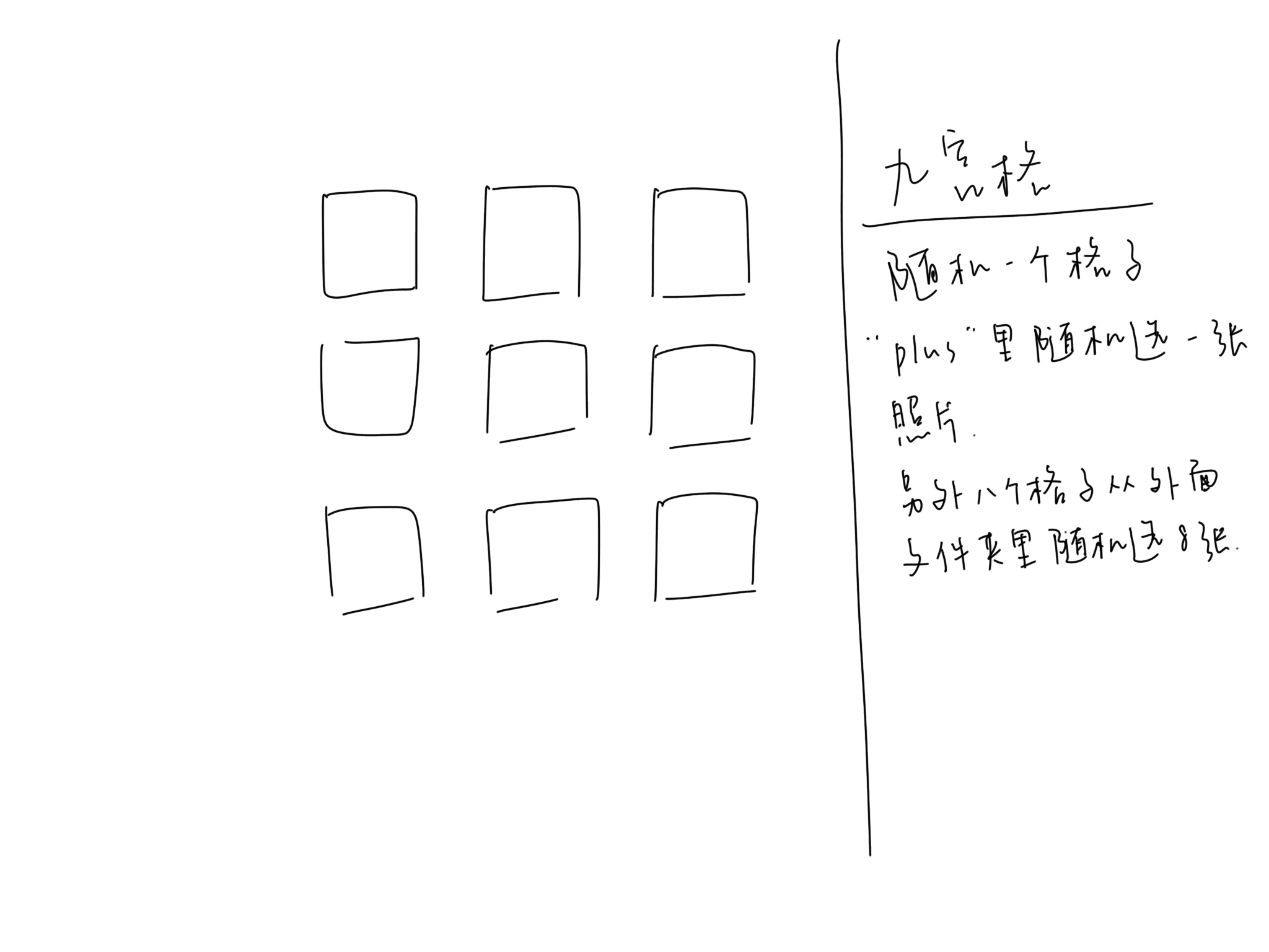 九宫格
随机一个格子
"plus"里随机选一张
照片.
另外八个格子从外面
文件夹里随机选8张.